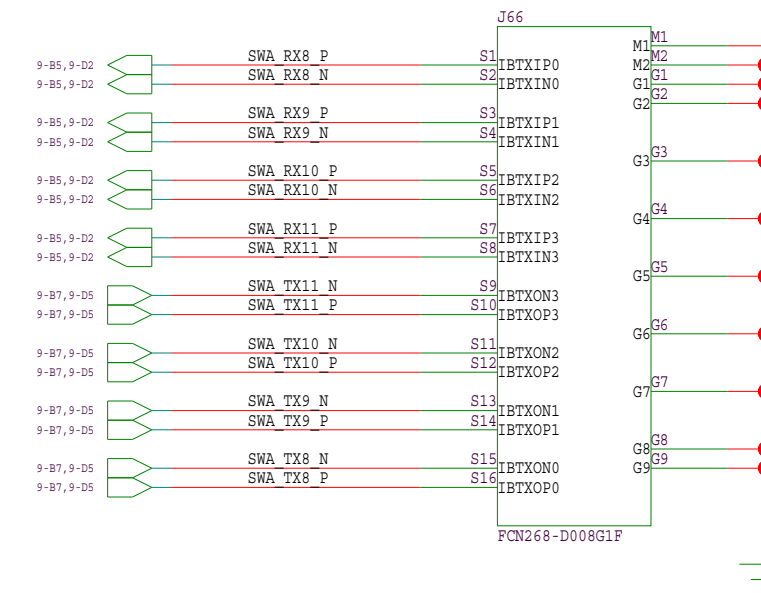 J66
M1 M1
9-B5,9-D2 SWA_RX8_P S1 IBTXIP0 M2 M2
9-B5,9-D2 SWA_RX8_N S2 IBTXIN0 G1 G1
G2 G2
9-B5,9-D2 SWA_RX9_P S3 IBTXIP1
9-B5,9-D2 SWA_RX9_N S4 IBTXIN1
G3 G3
9-B5,9-D2 SWA_RX10_P S5 IBTXIP2
9-B5,9-D2 SWA_RX10_N S6 IBTXIN2
G4 G4
9-B5,9-D2 SWA_RX11_P S7 IBTXIP3
9-B5,9-D2 SWA_RX11_N S8 IBTXIN3
G5 G5
9-B7,9-D5 SWA_TX11_N S9 IBTXON3
9-B7,9-D5 SWA_TX11_P S10 IBTXOP3
G6 G6
9-B7,9-D5 SWA_TX10_N S11 IBTXON2
9-B7,9-D5 SWA_TX10_P S12 IBTXOP2
G7 G7
9-B7,9-D5 SWA_TX9_N S13 IBTXON1
9-B7,9-D5 SWA_TX9_P S14 IBTXOP1
G8 G8
9-B7,9-D5 SWA_TX8_N S15 IBTXON0 G9 G9
9-B7,9-D5 SWA_TX8_P S16 IBTXOP0
FCN268-D008G1F